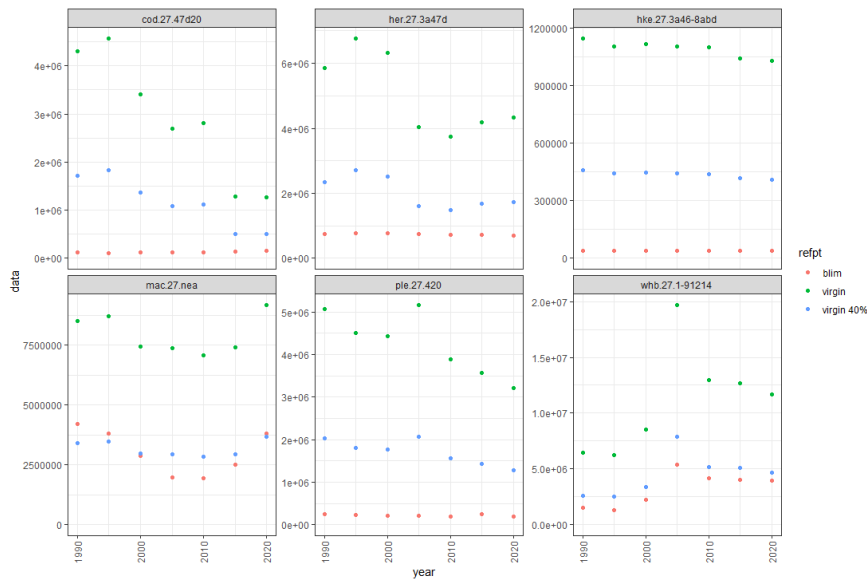 cod.27.47d20 her.27.3a47d hke.27.3a46-8abd
4e+06
3e+06
2e+06
1e+06
0e+00
6e+06
4e+06
2e+06
0e+00
1200000
900000
600000
300000
0
mac.27.nea ple.27.420 whb.27.1-91214
7500000
5000000
2500000
0
5e+06
4e+06
3e+06
2e+06
1e+06
0e+00
2.0e+07
1.5e+07
1.0e+07
5.0e+06
0.0e+00
1990 2000 2010 2020 1990 2000 2010 2020 1990 2000 2010 2020
year
data
refpt
blim
virgin
virgin 40%